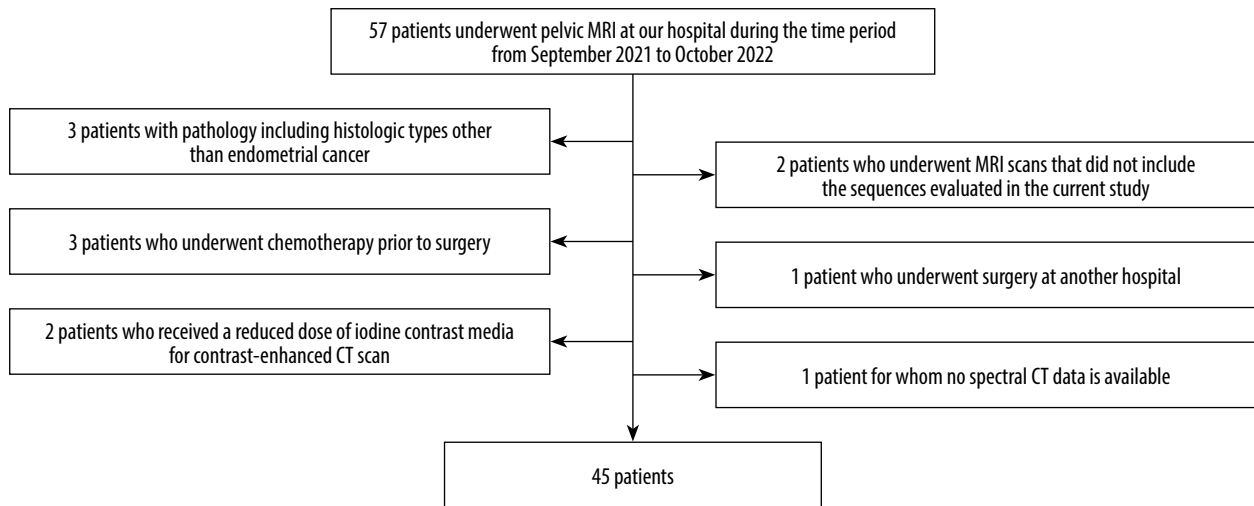 57 patients underwent pelvic MRI at our hospital during the time period
from September 2021 to October 2022
3 patients with pathology including histologic types other
than endometrial cancer
2 patients who underwent MRI scans that did not include
the sequences evaluated in the current study
3 patients who underwent chemotherapy prior to surgery
1 patient who underwent surgery at another hospital
2 patients who received a reduced dose of iodine contrast media
for contrast-enhanced CT scan
1 patient for whom no spectral CT data is available
45 patients